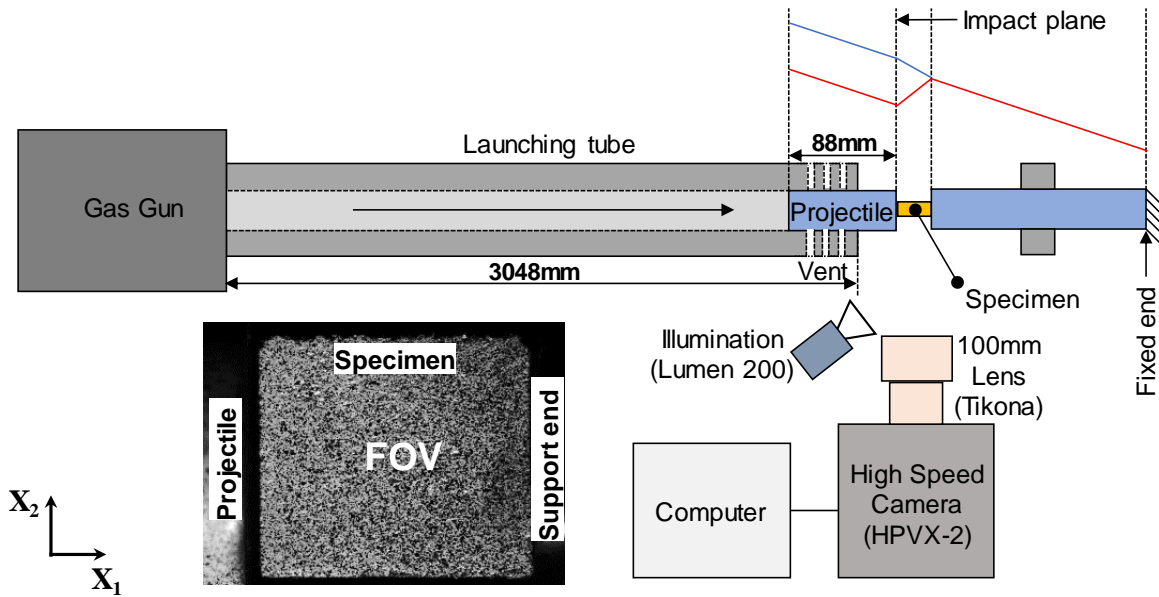 Impact plane
Launching tube
88mm
Gas Gun
Projectile
3048mm
Vent
Specimen
Fixed end
Illumination
(Lumen 200)
100mm
Lens
(Tikona)
Specimen
Projectile
FOV
Support end
High Speed
Camera
(HPVX-2)
Computer
X2
X1